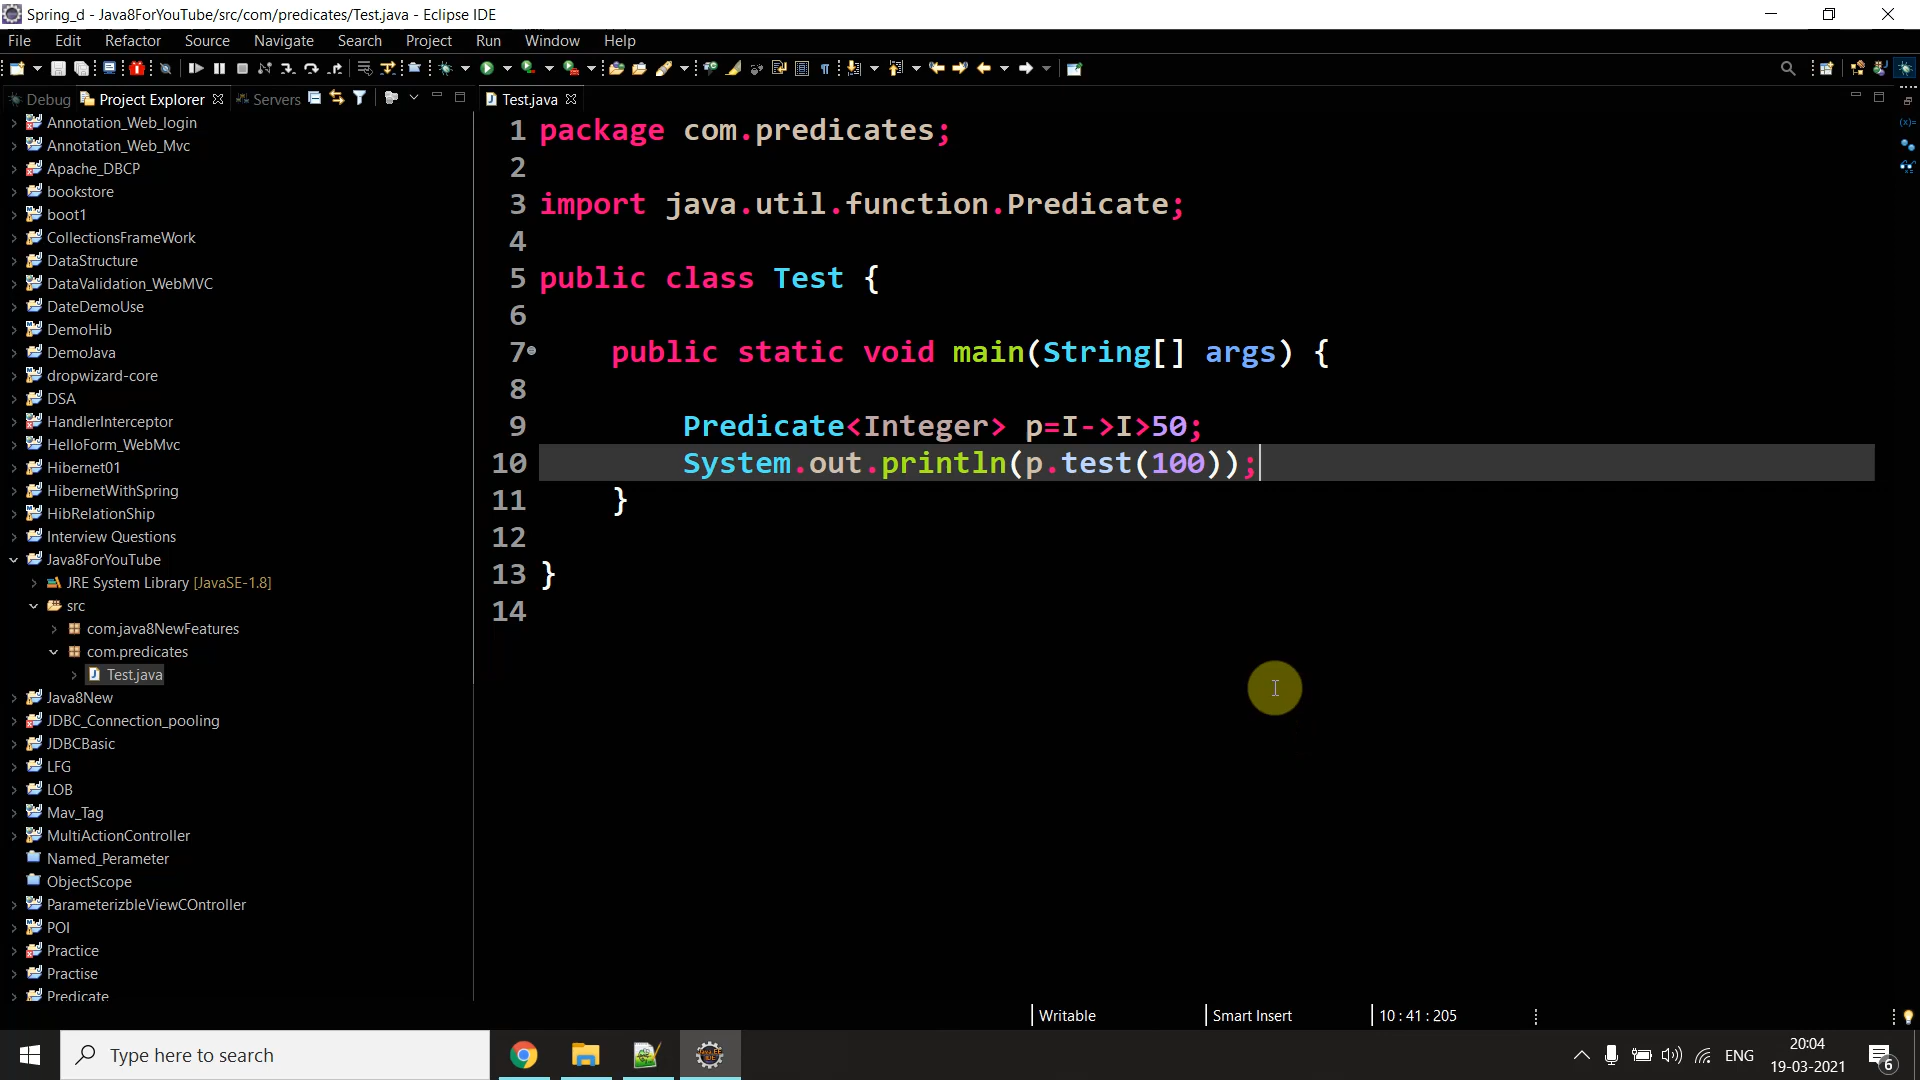 Spring_d - Java8ForYouTube/src/com/predicates/Test.java - Eclipse IDE
File Edit Refactor Source Navigate Search Project Run Window Help
Debug Project Explorer Servers
Test.java
Annotation_Web_login
Annotation_Web_Mvc
Apache_DBCP
bookstore
boot1
CollectionsFrameWork
DataStructure
DataValidation_WebMVC
DateDemoUse
DemoHib
DemoJava
dropwizard-core
DSA
HandlerInterceptor
HelloForm_WebMvc
Hibernet01
HibernetWithSpring
HibRelationShip
Interview Questions
Java8ForYouTube
JRE System Library [JavaSE-1.8]
src
com.java8NewFeatures
com.predicates
Test.java
Java8New
JDBC_Connection_pooling
JDBCBasic
LFG
LOB
Mav_Tag
MultiActionController
Named_Perameter
ObjectScope
ParameterizbleViewCOntroller
POI
Practice
Practise
Predicate
1 package com.predicates;
2
3 import java.util.function.Predicate;
4
5 public class Test {
6
7 public static void main(String[] args) {
8
9 Predicate<Integer> p=I->I>50;
10 System.out.println(p.test(100));
11 }
12
13 }
14
Writable Smart Insert 10 : 41 : 205
Type here to search
ENG
20:04
19-03-2021
6